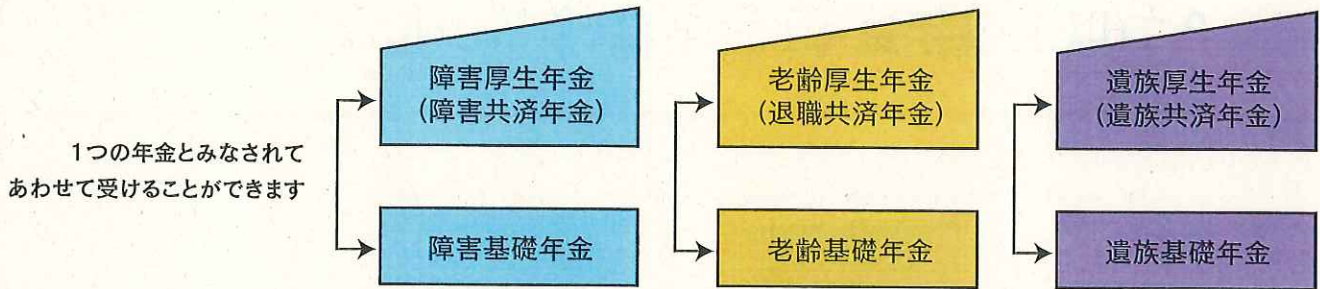 障害厚生年金
(障害共済年金)
老齢厚生年金
(退職共済年金)
遺族厚生年金
(遺族共済年金)
1つの年金とみなされて
あわせて受けることができます
障害基礎年金
老齢基礎年金
遺族基礎年金